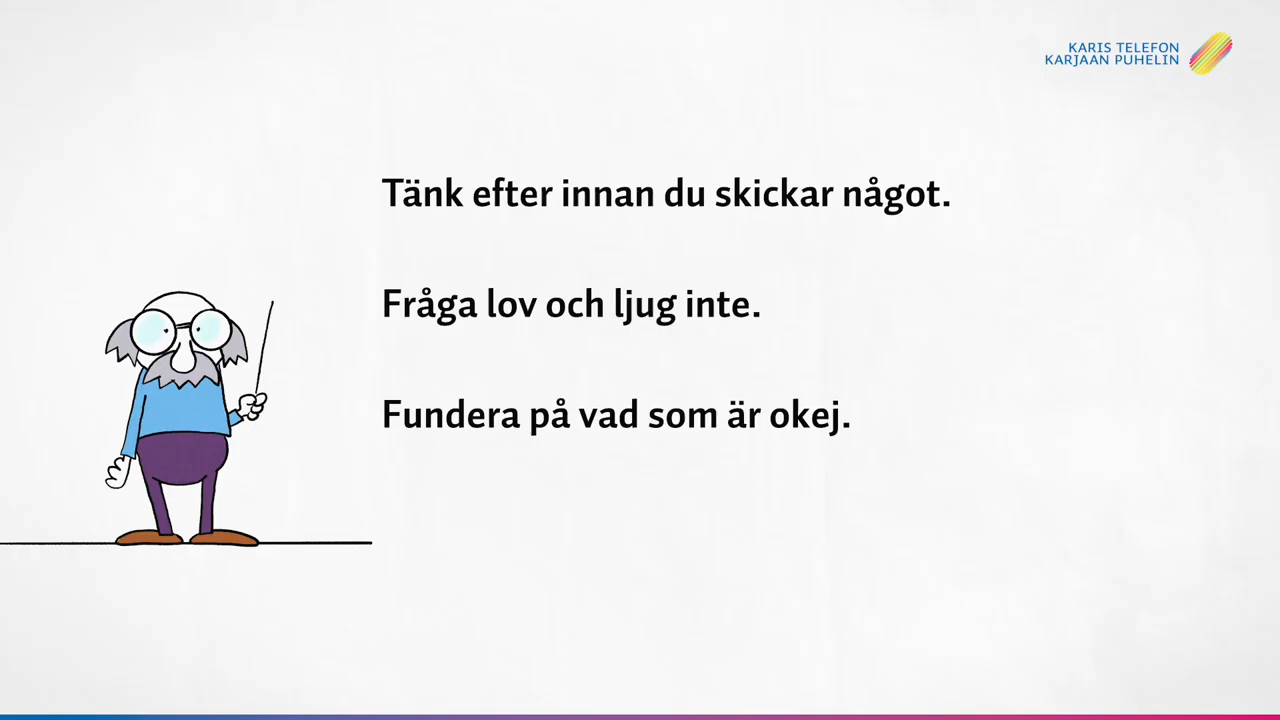 KARIS TELEFON
KARJAAN PUHELIN
Tänk efter innan du skickar något.
Fråga lov och ljug inte.
Fundera på vad som är okej.